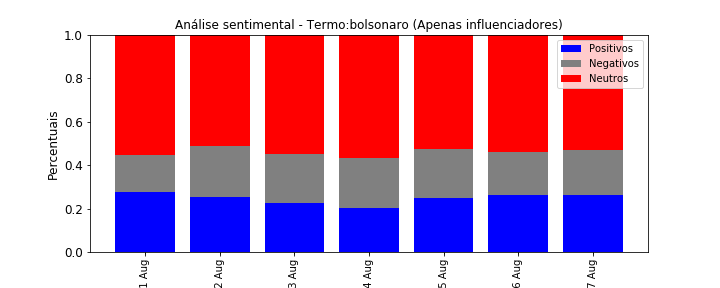 Análise sentimental - Termo:bolsonaro (Apenas influenciadores)
Positivos
Negativos
Neutros
Percentuais
1.0
0.8
0.6
0.4
0.2
0.0
1 Aug
2 Aug
3 Aug
4 Aug
5 Aug
6 Aug
7 Aug